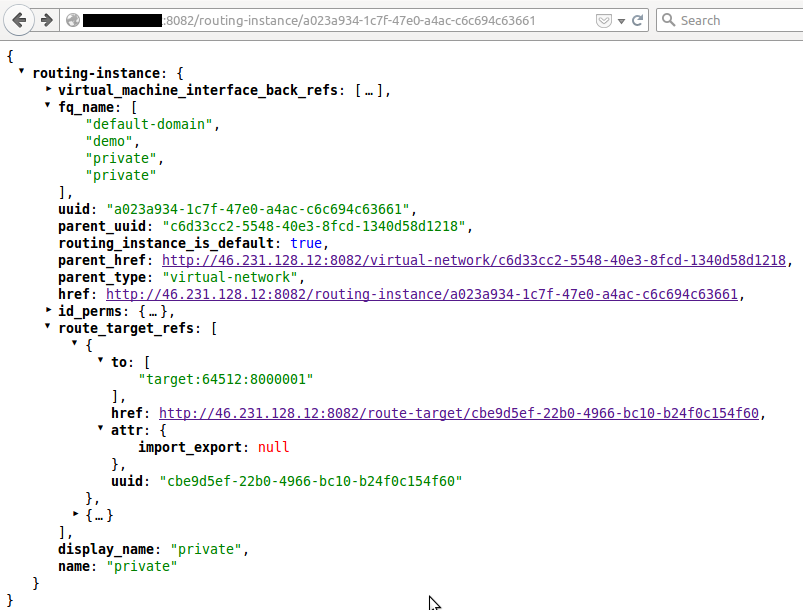 :8082/routing-instance/a023a934-1c7f-47e0-a4ac-c6c694c63661 Search
{
routing-instance: {
virtual_machine_interface_back_refs: […],
fq_name: [
"default-domain",
"demo",
"private",
"private"
],
uuid: "a023a934-1c7f-47e0-a4ac-c6c694c63661",
parent_uuid: "c6d33cc2-5548-40e3-8fcd-1340d58d1218",
routing_instance_is_default: true,
parent_href: http://46.231.128.12:8082/virtual-network/c6d33cc2-5548-40e3-8fcd-1340d58d1218,
parent_type: "virtual-network",
href: http://46.231.128.12:8082/routing-instance/a023a934-1c7f-47e0-a4ac-c6c694c63661,
id_perms: {…},
route_target_refs: [
{
to: [
"target:64512:8000001"
],
href: http://46.231.128.12:8082/route-target/cbe9d5ef-22b0-4966-bc10-b24f0c154f60,
attr: {
import_export: null
},
uuid: "cbe9d5ef-22b0-4966-bc10-b24f0c154f60"
},
{…}
],
display_name: "private",
name: "private"
}
}